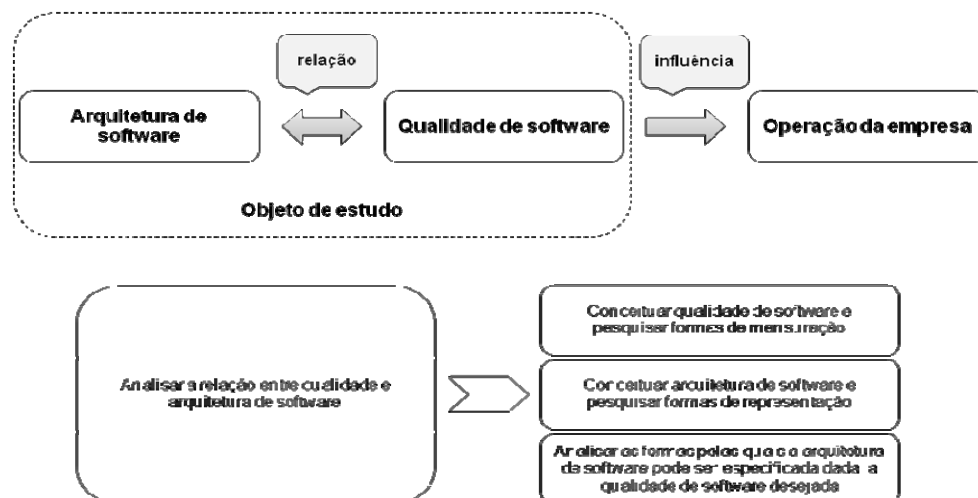 relação
influência
Arquitetura de
software
Qualidade de software
Operação da empresa
Objeto de estudo
Analisar a relação entre qualidade e
arquitetura de software
Conceituar qualidade de software e
pesquisar formas de mensuração
Conceituar arquitetura de software e
pesquisar formas de representação
Analisar as formas pelas quais a arquitetura
de software pode ser especificada dada a
qualidade de software desejada